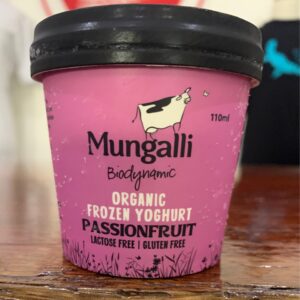 110ml
Mungalli
Biodynamic
ORGANIC
FROZEN YOGHURT
PASSIONFRUIT
LACTOSE FREE | GLUTEN FREE